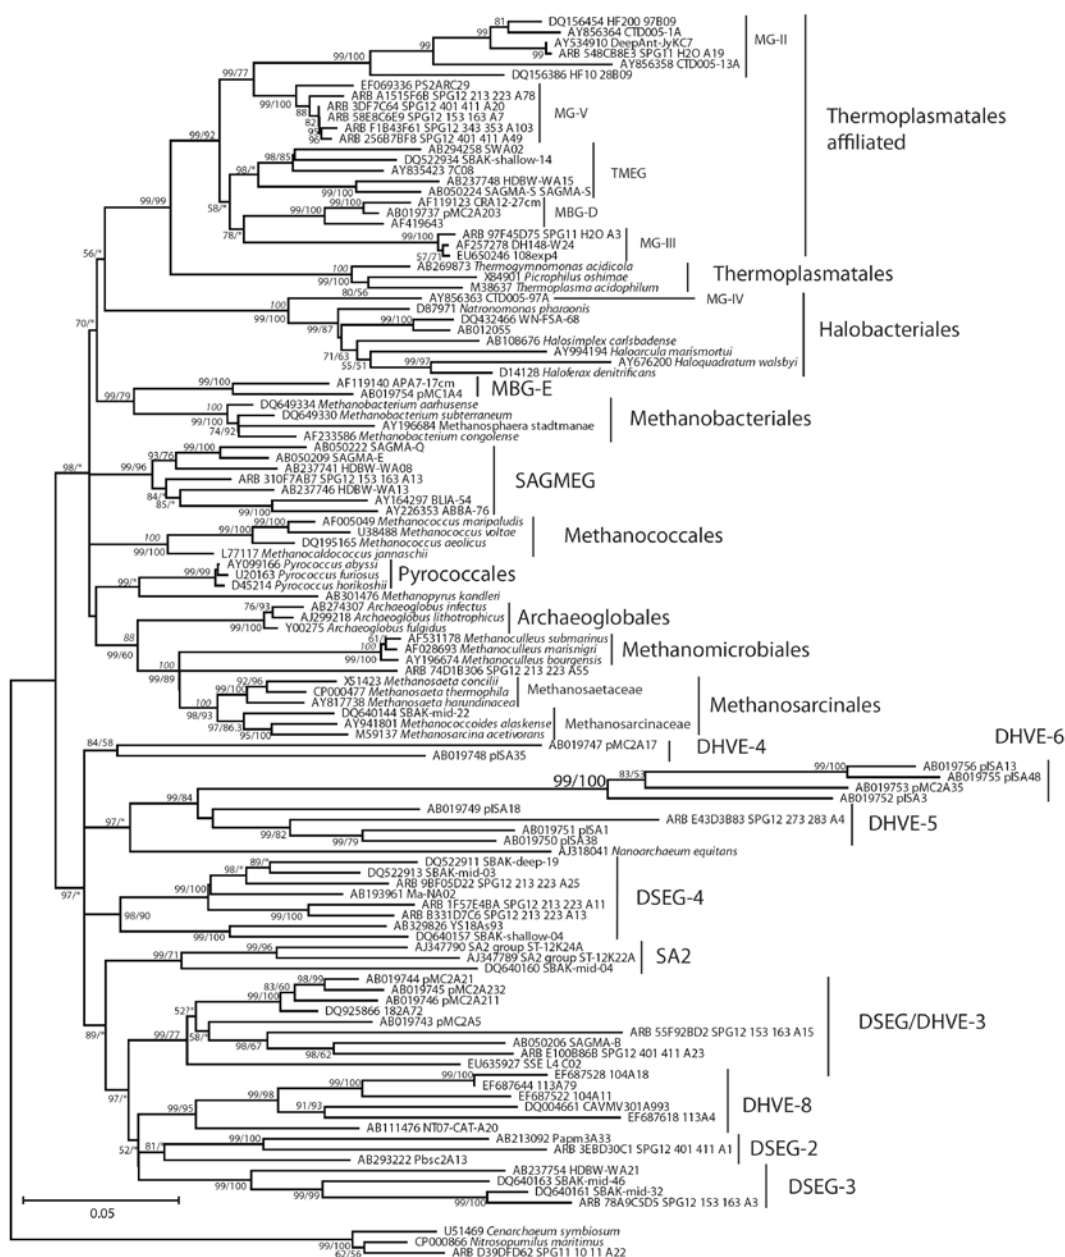 DQ156454 HF200 97B09
AY856364 CTD005-1A
AY534910 DeepAnt-JyKC7
ARB 548CB8E3 SPG11 H2O A19
AY856358 CTD005-13A
DQ156386 HF10 28B09
MG-II
EF069336 PS2ARC29
ARB A1515F6B SPG12 213 223 A78
ARB 3DF7C64 SPG12 401 411 A20
ARB 58E8C6E9 SPG12 153 163 A7
ARB F1B43F61 SPG12 343 353 A103
ARB 256B7BF8 SPG12 401 411 A49
MG-V
Thermoplasmatales
affiliated
AB294258 SWA02
DQ522934 SBAK-shallow-14
AY835423 7C08
AB237748 HDBW-WA15
AB050224 SAGMA-S SAGMA-S
TMEG
AF119123 CRA12-27cm
AB019737 pMC2A203
AF419643
MBG-D
ARB 97F45D75 SPG11 H2O A3
AF257278 DH148-W24
EU650246 108exp4
MG-III
AB269873 Thermogymnomonas acidicola
X84901 Picrophilus oshimae
M38637 Thermoplasma acidophilum
Thermoplasmatales
AY856363 CTD005-97A
MG-IV
D87971 Natronomonas pharaonis
DQ432466 WN-FSA-68
AB012055
AB108676 Halosimplex carlsbadense
AY994194 Haloarcula marismortui
AY676200 Haloquadratum walsbyi
D14128 Haloferax denitrificans
Halobacteriales
AF119140 APA7-17cm
AB019754 pMC1A4
MBG-E
DQ649334 Methanobacterium aarhusense
DQ649330 Methanobacterium subterraneum
AY196684 Methanosphaera stadtmanae
AF233586 Methanobacterium congolense
Methanobacteriales
AB050222 SAGMA-Q
AB050209 SAGMA-E
AB237741 HDBW-WA08
ARB 310F7AB7 SPG12 153 163 A13
AB237746 HDBW-WA13
AY164297 BLIA-54
AY226353 ABBA-76
SAGMEG
AF005049 Methanococcus maripaludis
U38488 Methanococcus voltae
DQ195165 Methanococcus aeolicus
L77117 Methanocaldococcus jannaschii
Methanococcales
AY099166 Pyrococcus abyssi
U20163 Pyrococcus furiosus
D45214 Pyrococcus horikoshii
Pyrococcales
AB301476 Methanopyrus kandleri
AB274307 Archaeoglobus infectus
AJ299218 Archaeoglobus lithotrophicus
Y00275 Archaeoglobus fulgidus
Archaeoglobales
AF531178 Methanoculleus submarinus
AF028693 Methanoculleus marisnigri
AY196674 Methanoculleus bourgensis
Methanomicrobiales
ARB 74D1B306 SPG12 213 223 A55
X51423 Methanosaeta concilii
CP000477 Methanosaeta thermophila
AY817738 Methanosaeta harundinacea
Methanosaetaceae
DQ640144 SBAK-mid-22
AY941801 Methanococcoides alaskense
M59137 Methanosarcina acetivorans
Methanosarcinaceae
Methanosarcinales
AB019747 pMC2A17
AB019748 pISA35
DHVE-4
AB019756 pISA13
AB019755 pISA48
AB019753 pMC2A35
AB019752 pISA3
DHVE-6
AB019749 pISA18
ARB E43D3B83 SPG12 273 283 A4
AB019751 pISA1
AB019750 pISA38
DHVE-5
AJ318041 Nanoarchaeum equitans
DQ522911 SBAK-deep-19
DQ522913 SBAK-mid-03
ARB 9BF05D22 SPG12 213 223 A25
AB193961 Ma-NA02
ARB 1F57E4BA SPG12 213 223 A11
ARB B331D7C6 SPG12 213 223 A13
AB329826 YS18As93
DQ640157 SBAK-shallow-04
DSEG-4
AJ347790 SA2 group ST-12K24A
AJ347789 SA2 group ST-12K22A
DQ640160 SBAK-mid-04
SA2
AB019744 pMC2A21
AB019745 pMC2A232
AB019746 pMC2A211
DQ925866 182A72
AB019743 pMC2A5
ARB 55F92BD2 SPG12 153 163 A15
AB050206 SAGMA-B
ARB E100B86B SPG12 401 411 A23
EU635927 SSE L4 C02
DSEG/DHVE-3
EF687528 104A18
EF687644 113A79
EF687522 104A11
DQ004661 CAVMV301A993
EF687618 113A4
AB111476 NT07-CAT-A20
DHVE-8
AB213092 Papm3A33
ARB 3EBD30C1 SPG12 401 411 A1
AB293222 Pbsc2A13
DSEG-2
AB237754 HDBW-WA21
DQ640163 SBAK-mid-46
DQ640161 SBAK-mid-32
ARB 78A9C5D5 SPG12 153 163 A3
DSEG-3
0.05
U51469 Cenarchaeum symbiosum
CP000866 Nitrosopumilus maritimus
ARB D39DFD62 SPG11 10 11 A22